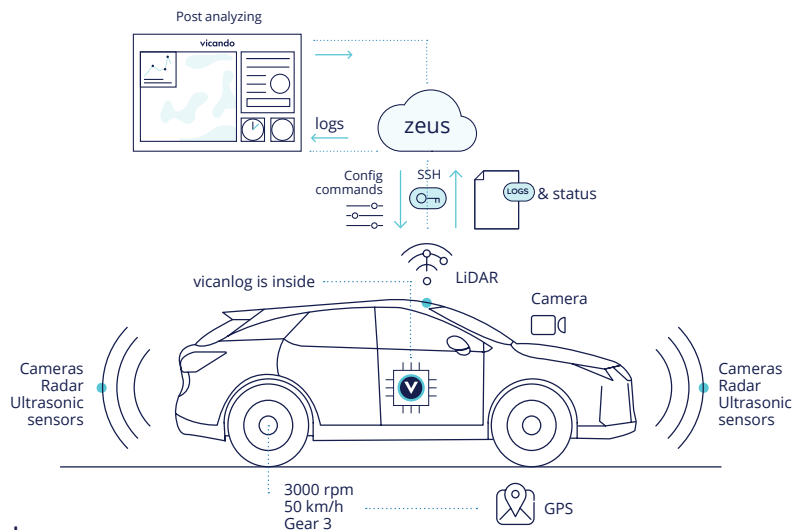 Post analyzing
vicando
logs
zeus
Config
commands
SSH
LOGS
& status
LiDAR
vicanlog is inside
Camera
Cameras
Radar
Ultrasonic
sensors
V
Cameras
Radar
Ultrasonic
sensors
3000 rpm
50 km/h
Gear 3
GPS